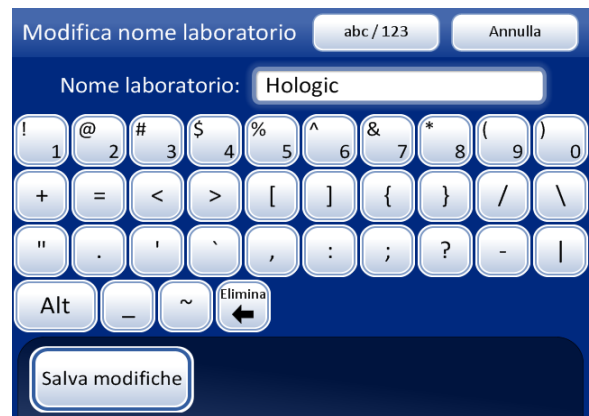 Modifica nome laboratorio abc / 123 Annulla
Nome laboratorio: Hologic
! 1 @ 2 # 3 $ 4 % 5 ^ 6 & 7 * 8 ( 9 ) 0
+ = < > [ ] { } / \
" . ' ` , : ; ? - |
Alt _ ~ Elimina
Salva modifiche